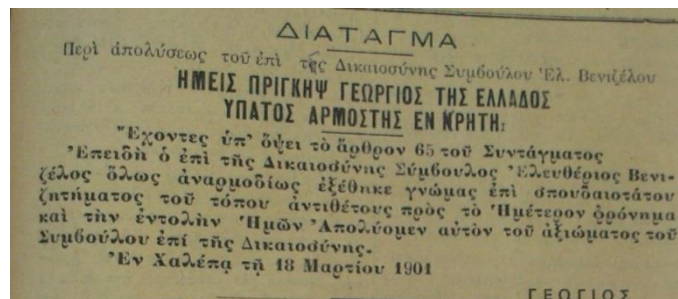 ΔΙΑΤΑΓΜΑ
Περὶ ἀπολύσεως τοῦ ἐπὶ τῆς Δικαιοσύνης Συμβούλου Ἐλ. Βενιζέλου
ΗΜΕΙΣ ΠΡΙΓΚΗΨ ΓΕΩΡΓΙΟΣ ΤΗΣ ΕΛΛΑΔΟΣ
ΥΠΑΤΟΣ ΑΡΜΟΣΤΗΣ ΕΝ ΚΡΗΤΗ:
Ἔχοντες ὑπ' ὄψει τὸ ἄρθρον 65 τοῦ Συντάγματος
Ἐπειδὴ ὁ ἐπὶ τῆς Δικαιοσύνης Σύμβουλος Ἐλευθέριος Βενι-
ζέλος ὅλως ἀναρμοδίως ἐξέθηκε γνώμας ἐπὶ σπουδαιοτάτου
ζητήματος τοῦ τόπου ἀντιθέτους πρὸς τὸ Ἡμέτερον φρόνημα
καὶ τὴν ἐντολὴν Ἡμῶν Ἀπολύομεν αὐτὸν τοῦ ἀξιώματος τοῦ
Συμβούλου ἐπί τῆς Δικαιοσύνης.
Ἐν Χαλέπᾳ τῇ 18 Μαρτίου 1901
ΓΕΩΓΙΟΣ